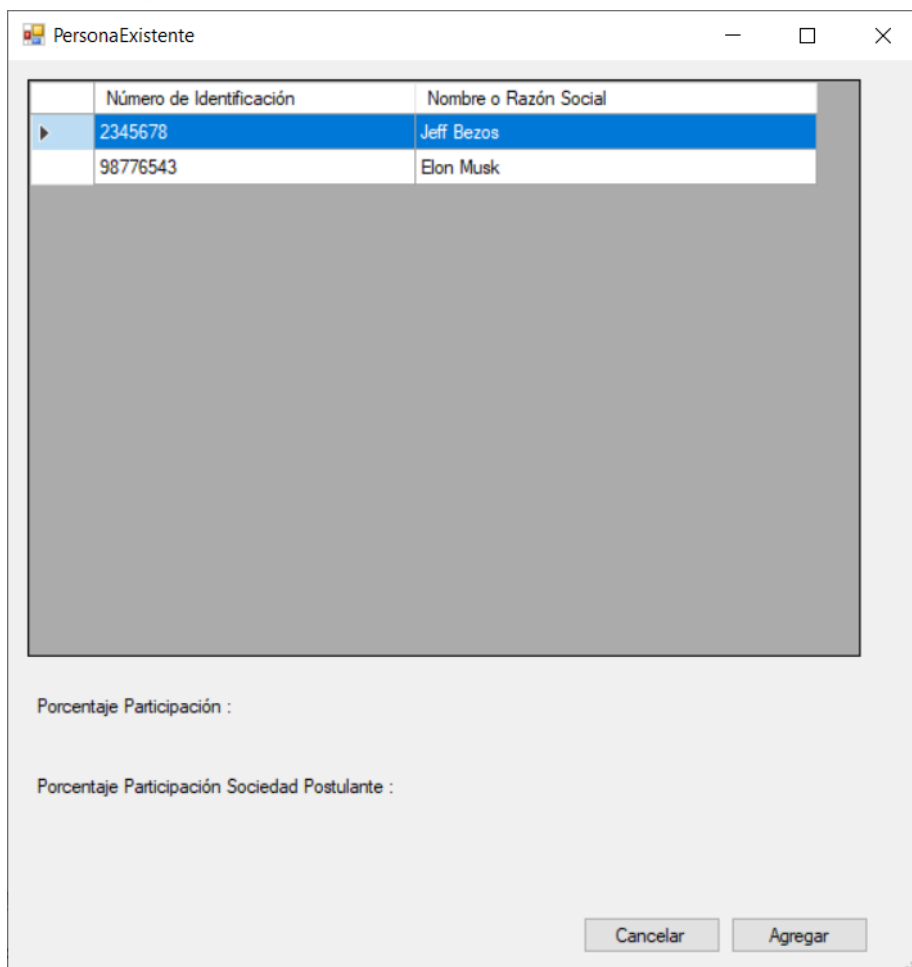 PersonaExistente
Número de Identificación Nombre o Razón Social
2345678 Jeff Bezos
98776543 Elon Musk
Porcentaje Participación :
Porcentaje Participación Sociedad Postulante :
Cancelar Agregar